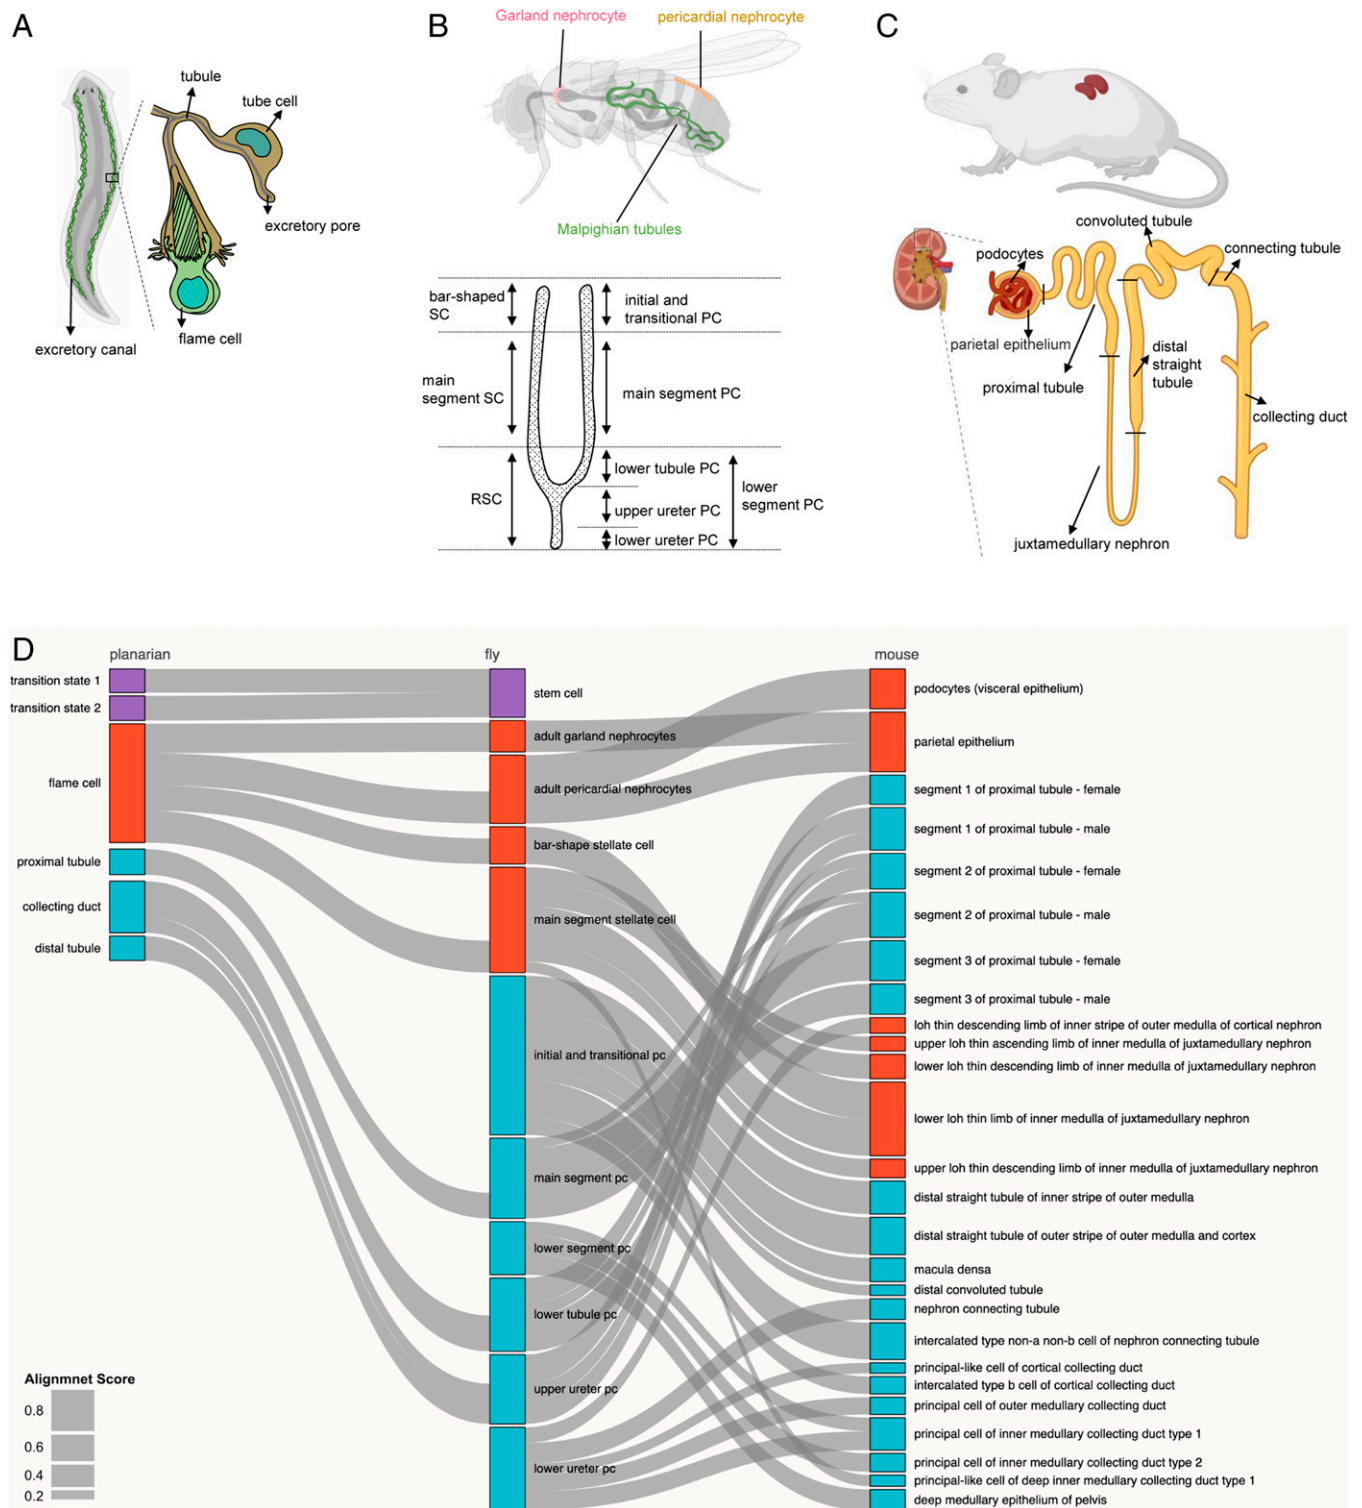 A
tubule
tube cell
excretory pore
flame cell
excretory canal
B
Garland nephrocyte
pericardial nephrocyte
Malpighian tubules
bar-shaped
SC
initial and
transitional PC
main
segment SC
main segment PC
RSC
lower tubule PC
upper ureter PC
lower ureter PC
lower
segment PC
C
convoluted tubule
connecting tubule
podocytes
parietal epithelium
proximal tubule
distal
straight
tubule
collecting duct
juxtamedullary nephron
D
planarian
fly
mouse
transition state 1
transition state 2
flame cell
proximal tubule
collecting duct
distal tubule
stem cell
adult garland nephrocytes
adult pericardial nephrocytes
bar-shape stellate cell
main segment stellate cell
initial and transitional pc
main segment pc
lower segment pc
lower tubule pc
upper ureter pc
lower ureter pc
podocytes (visceral epithelium)
parietal epithelium
segment 1 of proximal tubule - female
segment 1 of proximal tubule - male
segment 2 of proximal tubule - female
segment 2 of proximal tubule - male
segment 3 of proximal tubule - female
segment 3 of proximal tubule - male
loh thin descending limb of inner stripe of outer medulla of cortical nephron
upper loh thin ascending limb of inner medulla of juxtamedullary nephron
lower loh thin descending limb of inner medulla of juxtamedullary nephron
lower loh thin limb of inner medulla of juxtamedullary nephron
upper loh thin descending limb of inner medulla of juxtamedullary nephron
distal straight tubule of inner stripe of outer medulla
distal straight tubule of outer stripe of outer medulla and cortex
macula densa
distal convoluted tubule
nephron connecting tubule
intercalated type non-a non-b cell of nephron connecting tubule
principal-like cell of cortical collecting duct
intercalated type b cell of cortical collecting duct
principal cell of outer medullary collecting duct
principal cell of inner medullary collecting duct type 1
principal cell of inner medullary collecting duct type 2
principal-like cell of deep inner medullary collecting duct type 1
deep medullary epithelium of pelvis
Alignmnet Score
0.8
0.6
0.4
0.2